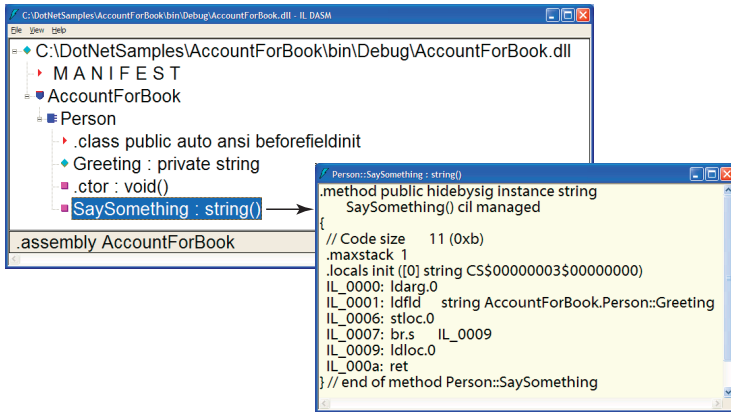 C:\DotNetSamples\AccountForBook\bin\Debug\AccountForBook.dll - IL DASM
File View Help
C:\DotNetSamples\AccountForBook\bin\Debug\AccountForBook.dll
M A N I F E S T
AccountForBook
Person
.class public auto ansi beforefieldinit
Greeting : private string
.ctor : void()
SaySomething : string()
.assembly AccountForBook
Person::SaySomething : string()
.method public hidebysig instance string
SaySomething() cil managed
{
// Code size 11 (0xb)
.maxstack 1
.locals init ([0] string CS$00000003$00000000)
IL_0000: ldarg.0
IL_0001: ldfld string AccountForBook.Person::Greeting
IL_0006: stloc.0
IL_0007: br.s IL_0009
IL_0009: ldloc.0
IL_000a: ret
} // end of method Person::SaySomething